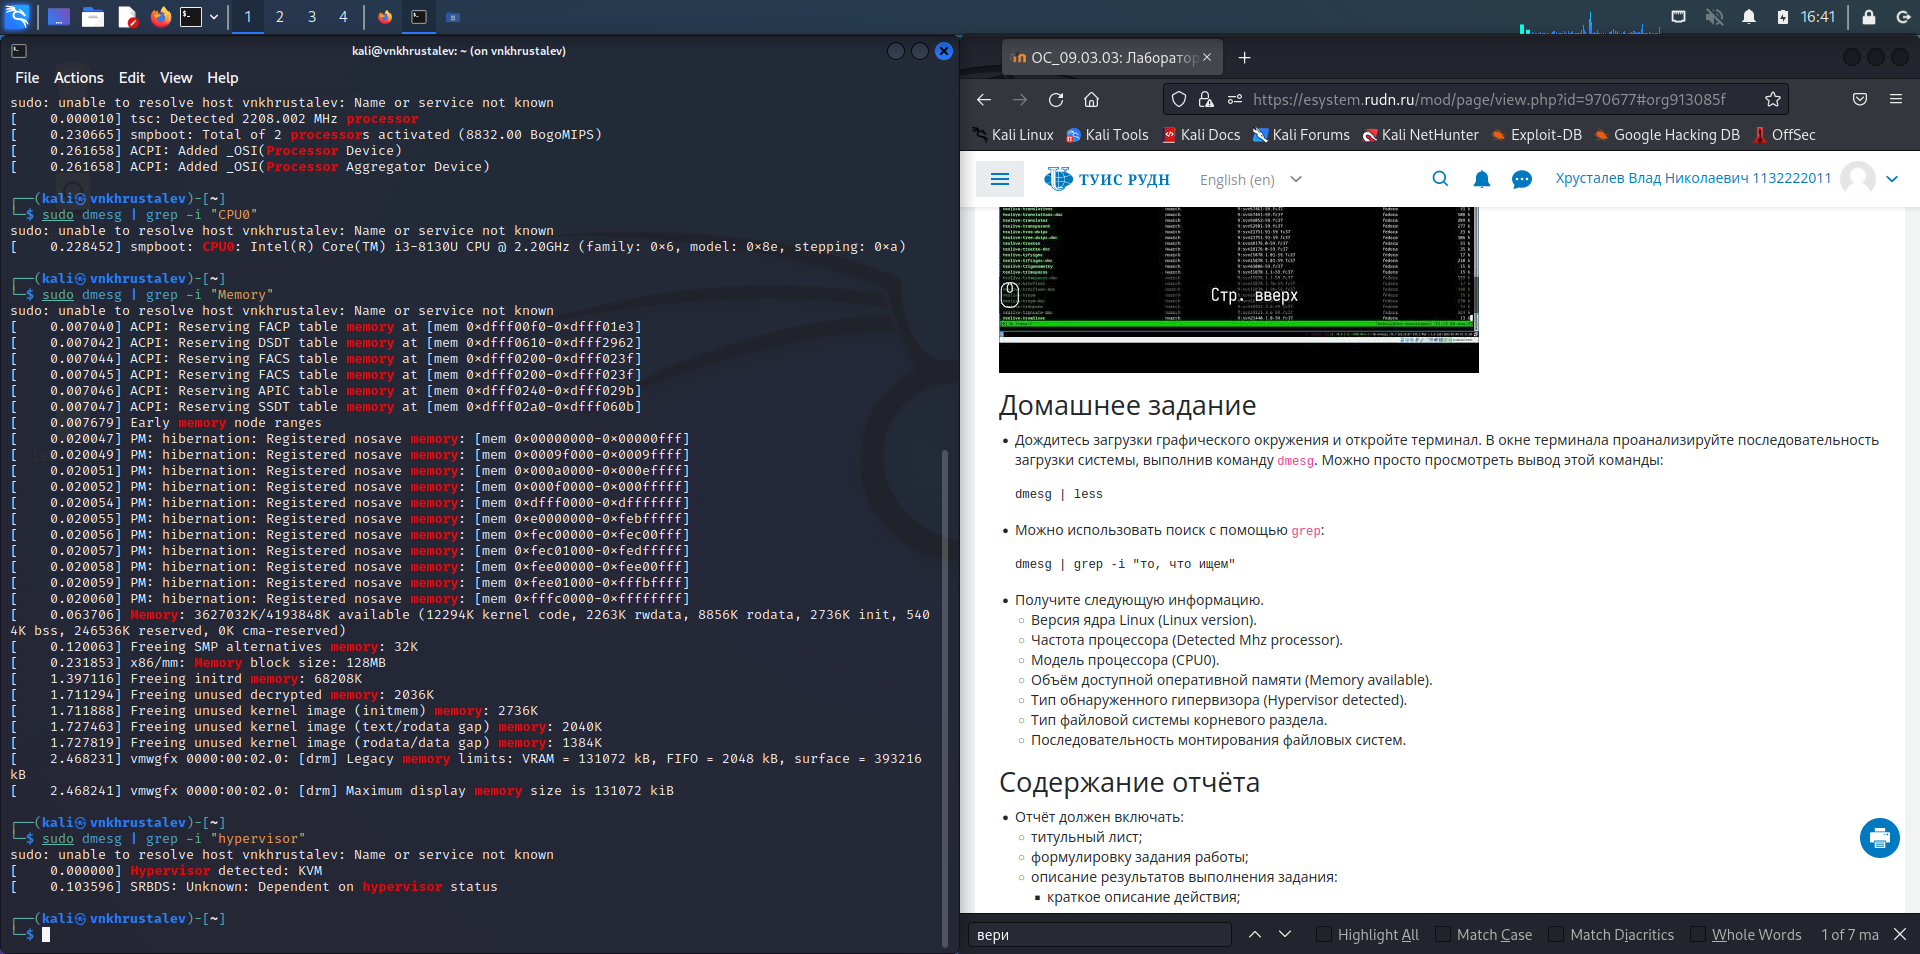 1 2 3 4
16:41
kali@vnkhrustalev: ~ (on vnkhrustalev)
File Actions Edit View Help
sudo: unable to resolve host vnkhrustalev: Name or service not known
[    0.000010] tsc: Detected 2208.002 MHz processor
[    0.230665] smpboot: Total of 2 processors activated (8832.00 BogoMIPS)
[    0.261658] ACPI: Added _OSI(Processor Device)
[    0.261658] ACPI: Added _OSI(Processor Aggregator Device)
┌──(kali㉿vnkhrustalev)-[~]
└─$ sudo dmesg | grep -i "CPU0"
sudo: unable to resolve host vnkhrustalev: Name or service not known
[    0.228452] smpboot: CPU0: Intel(R) Core(TM) i3-8130U CPU @ 2.20GHz (family: 0×6, model: 0×8e, stepping: 0×a)
┌──(kali㉿vnkhrustalev)-[~]
└─$ sudo dmesg | grep -i "Memory"
sudo: unable to resolve host vnkhrustalev: Name or service not known
[    0.007040] ACPI: Reserving FACP table memory at [mem 0×dfff00f0-0×dfff01e3]
[    0.007042] ACPI: Reserving DSDT table memory at [mem 0×dfff0610-0×dfff2962]
[    0.007044] ACPI: Reserving FACS table memory at [mem 0×dfff0200-0×dfff023f]
[    0.007045] ACPI: Reserving FACS table memory at [mem 0×dfff0200-0×dfff023f]
[    0.007046] ACPI: Reserving APIC table memory at [mem 0×dfff0240-0×dfff029b]
[    0.007047] ACPI: Reserving SSDT table memory at [mem 0×dfff02a0-0×dfff060b]
[    0.007679] Early memory node ranges
[    0.020047] PM: hibernation: Registered nosave memory: [mem 0×00000000-0×00000fff]
[    0.020049] PM: hibernation: Registered nosave memory: [mem 0×0009f000-0×0009ffff]
[    0.020051] PM: hibernation: Registered nosave memory: [mem 0×000a0000-0×000effff]
[    0.020052] PM: hibernation: Registered nosave memory: [mem 0×000f0000-0×000fffff]
[    0.020054] PM: hibernation: Registered nosave memory: [mem 0×dfff0000-0×dfffffff]
[    0.020055] PM: hibernation: Registered nosave memory: [mem 0×e0000000-0×febfffff]
[    0.020056] PM: hibernation: Registered nosave memory: [mem 0×fec00000-0×fec00fff]
[    0.020057] PM: hibernation: Registered nosave memory: [mem 0×fec01000-0×fedfffff]
[    0.020058] PM: hibernation: Registered nosave memory: [mem 0×fee00000-0×fee00fff]
[    0.020059] PM: hibernation: Registered nosave memory: [mem 0×fee01000-0×fffbffff]
[    0.020060] PM: hibernation: Registered nosave memory: [mem 0×fffc0000-0×ffffffff]
[    0.063706] Memory: 3627032K/4193848K available (12294K kernel code, 2263K rwdata, 8856K rodata, 2736K init, 540
4K bss, 246536K reserved, 0K cma-reserved)
[    0.120063] Freeing SMP alternatives memory: 32K
[    0.231853] x86/mm: Memory block size: 128MB
[    1.397116] Freeing initrd memory: 68208K
[    1.711294] Freeing unused decrypted memory: 2036K
[    1.711888] Freeing unused kernel image (initmem) memory: 2736K
[    1.727463] Freeing unused kernel image (text/rodata gap) memory: 2040K
[    1.727819] Freeing unused kernel image (rodata/data gap) memory: 1384K
[    2.468231] vmwgfx 0000:00:02.0: [drm] Legacy memory limits: VRAM = 131072 kB, FIFO = 2048 kB, surface = 393216
kB
[    2.468241] vmwgfx 0000:00:02.0: [drm] Maximum display memory size is 131072 kiB
┌──(kali㉿vnkhrustalev)-[~]
└─$ sudo dmesg | grep -i "hypervisor"
sudo: unable to resolve host vnkhrustalev: Name or service not known
[    0.000000] Hypervisor detected: KVM
[    0.103596] SRBDS: Unknown: Dependent on hypervisor status
┌──(kali㉿vnkhrustalev)-[~]
└─$
ОС_09.03.03: Лаборатор
https://esystem.rudn.ru/mod/page/view.php?id=970677#org913085f
Kali Linux Kali Tools Kali Docs Kali Forums Kali NetHunter Exploit-DB Google Hacking DB OffSec
ТУИС РУДН English (en) Хрусталев Влад Николаевич 1132222011
Стр. вверх
Домашнее задание
• Дождитесь загрузки графического окружения и откройте терминал. В окне терминала проанализируйте последовательность
загрузки системы, выполнив команду dmesg. Можно просто просмотреть вывод этой команды:
dmesg | less
• Можно использовать поиск с помощью grep:
dmesg | grep -i "то, что ищем"
• Получите следующую информацию.
◦ Версия ядра Linux (Linux version).
◦ Частота процессора (Detected Mhz processor).
◦ Модель процессора (CPU0).
◦ Объём доступной оперативной памяти (Memory available).
◦ Тип обнаруженного гипервизора (Hypervisor detected).
◦ Тип файловой системы корневого раздела.
◦ Последовательность монтирования файловых систем.
Содержание отчёта
• Отчёт должен включать:
◦ титульный лист;
◦ формулировку задания работы;
◦ описание результатов выполнения задания:
▪ краткое описание действия;
вери Highlight All Match Case Match Diacritics Whole Words 1 of 7 ma